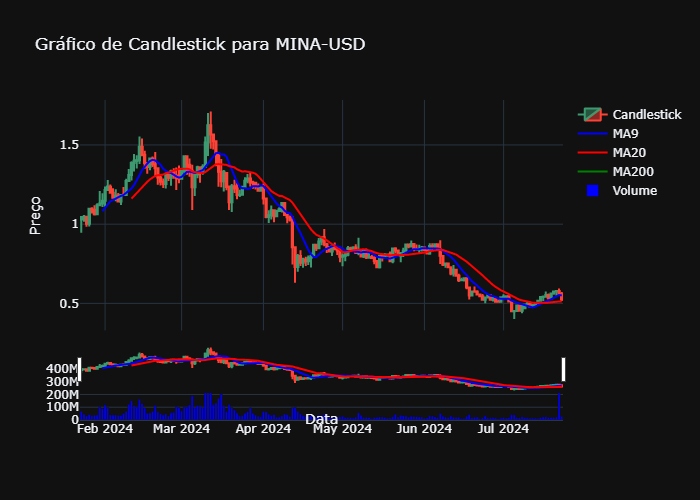 Gráfico de Candlestick para MINA-USD
Candlestick
MA9
MA20
MA200
Volume
Preço
1.5
1
0.5
400M
300M
200M
100M
0
Data
Feb 2024
Mar 2024
Apr 2024
May 2024
Jun 2024
Jul 2024